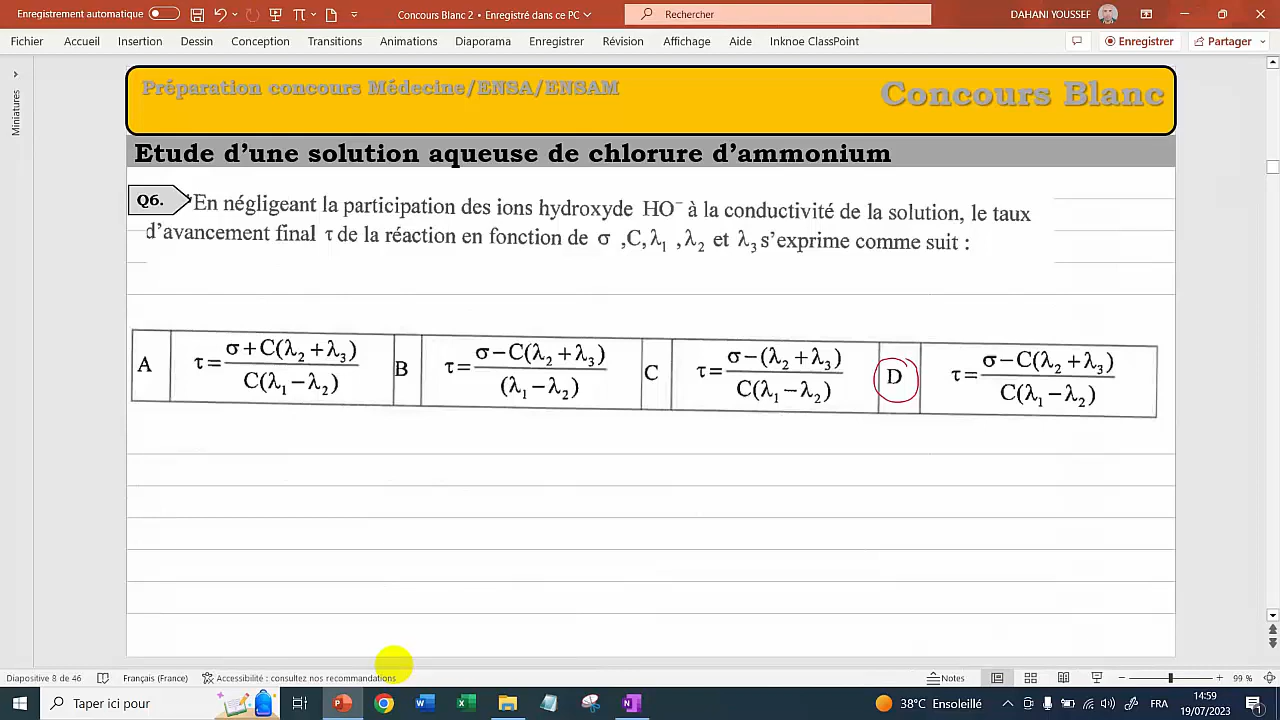 Enregistrement automatique
Concours Blanc 2 • Enregistré dans ce PC
Rechercher
DAHANI YOUSSEF
Fichier Accueil Insertion Dessin Conception Transitions Animations Diaporama Enregistrer Révision Affichage Aide Inknoe ClassPoint
Enregistrer Partager
Miniatures
Préparation concours Médecine/ENSA/ENSAM
Concours Blanc
Etude d'une solution aqueuse de chlorure d'ammonium
Q6. En négligeant la participation des ions hydroxyde HO⁻ à la conductivité de la solution, le taux
d'avancement final τ de la réaction en fonction de σ ,C,λ₁ ,λ₂ et λ₃ s'exprime comme suit :
A τ=(σ+C(λ₂+λ₃))/(C(λ₁−λ₂)) B τ=(σ−C(λ₂+λ₃))/((λ₁−λ₂)) C τ=(σ−(λ₂+λ₃))/(C(λ₁−λ₂)) D τ=(σ−C(λ₂+λ₃))/(C(λ₁−λ₂))
Diapositive 8 de 46 Français (France) Accessibilité : consultez nos recommandations Notes 99 %
Taper ici pour 38°C Ensoleillé FRA 14:59
19/07/2023